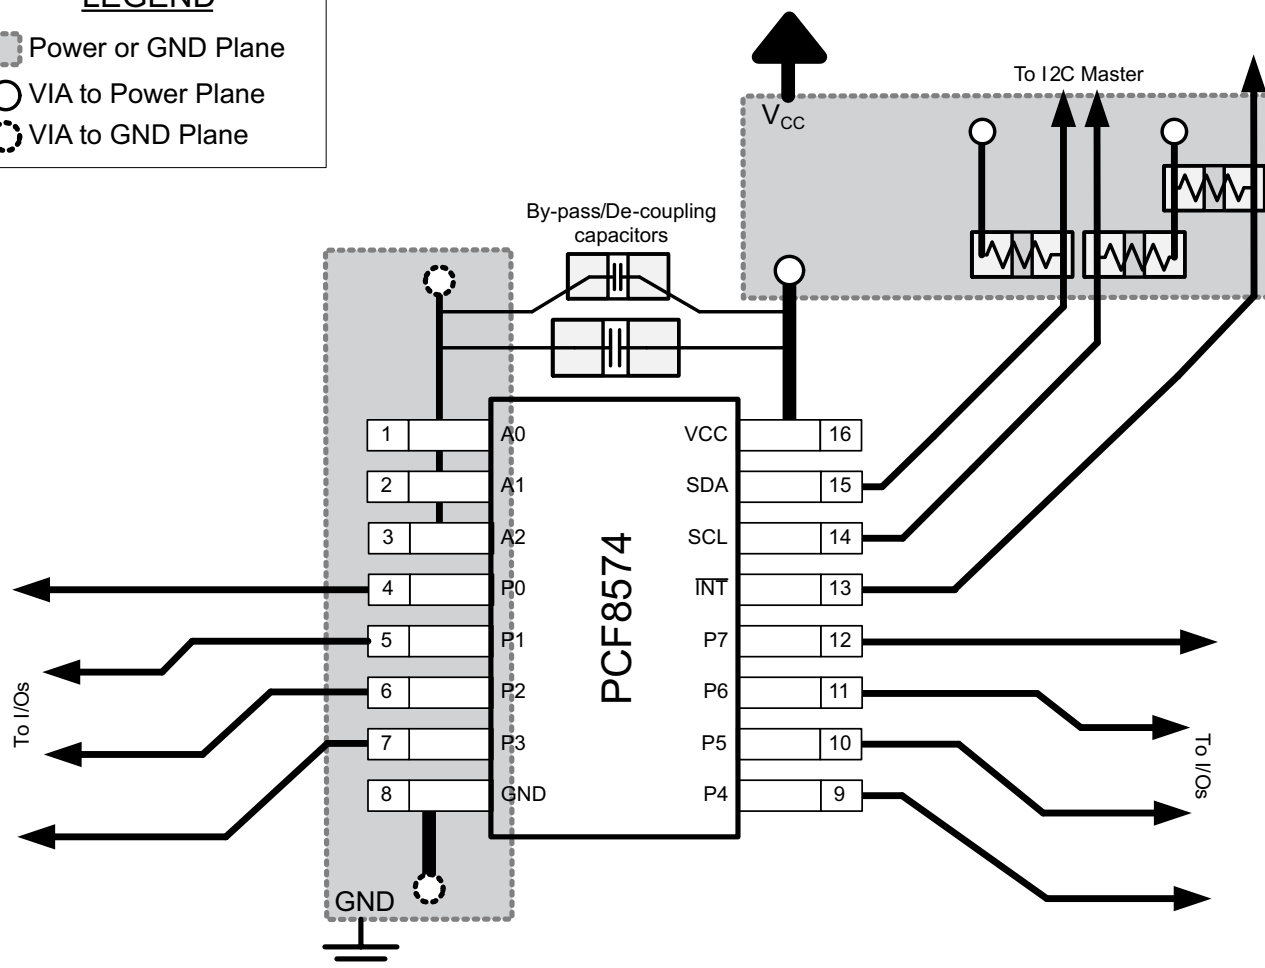 LEGEND
Power or GND Plane
VIA to Power Plane
VIA to GND Plane
To I2C Master
VCC
By-pass/De-coupling
capacitors
1 A0 VCC 16
2 A1 SDA 15
3 A2 SCL 14
4 P0 INT 13
5 P1 P7 12
6 P2 P6 11
7 P3 P5 10
8 GND P4 9
PCF8574
To I/Os
To I/Os
GND